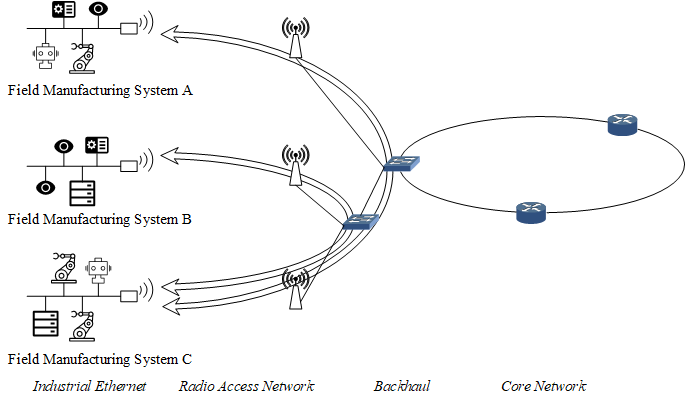 Field Manufacturing System A
Field Manufacturing System B
Field Manufacturing System C
Industrial Ethernet Radio Access Network Backhaul Core Network